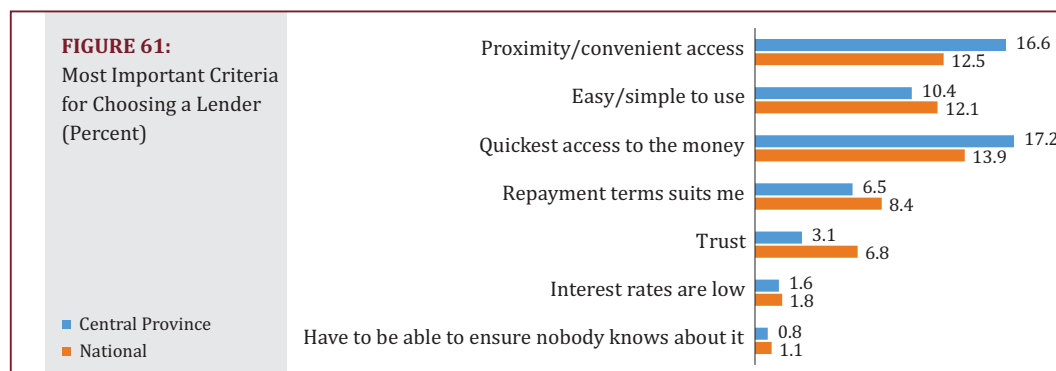 FIGURE 61:
Most Important Criteria
for Choosing a Lender
(Percent)
Central Province
National
Proximity/convenient access
16.6
12.5
Easy/simple to use
10.4
12.1
Quickest access to the money
17.2
13.9
Repayment terms suits me
6.5
8.4
Trust
3.1
6.8
Interest rates are low
1.6
1.8
Have to be able to ensure nobody knows about it
0.8
1.1